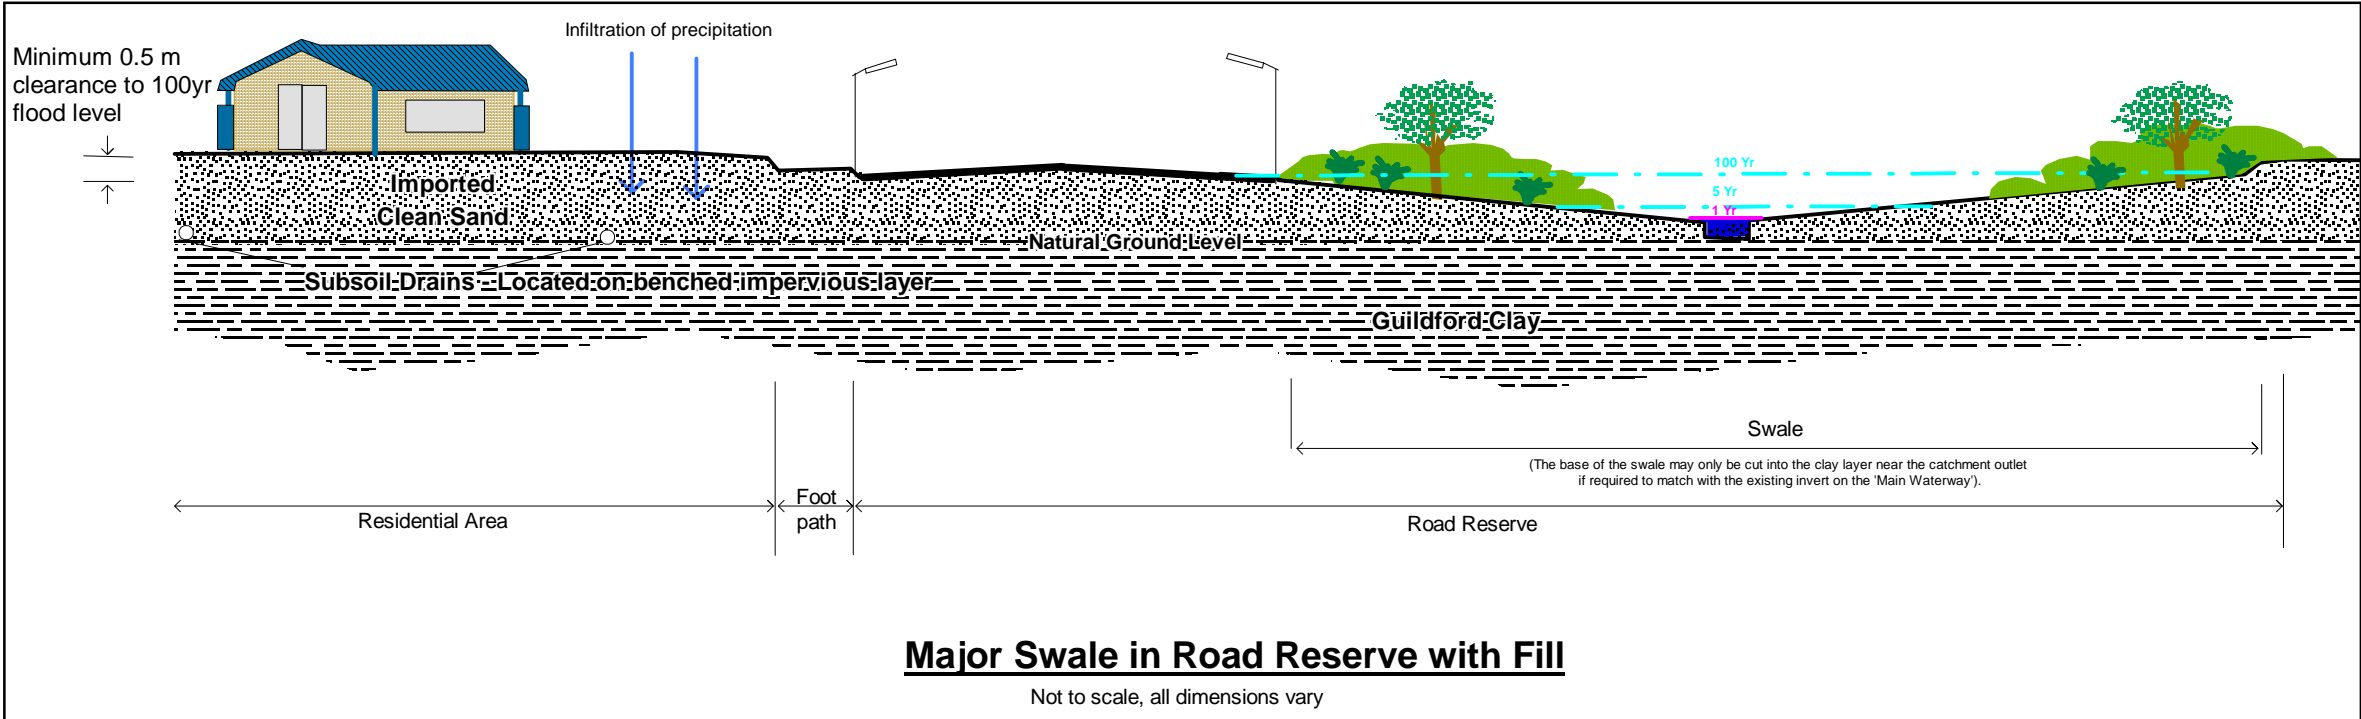 Infiltration of precipitation
Minimum 0.5 m
clearance to 100yr
flood level
100 Yr
5 Yr
1 Yr
Imported
Clean Sand
Natural Ground Level
Subsoil Drains - Located on benched impervious layer
Guildford Clay
Swale
(The base of the swale may only be cut into the clay layer near the catchment outlet
if required to match with the existing invert on the 'Main Waterway').
Residential Area
Foot
path
Road Reserve
Major Swale in Road Reserve with Fill
Not to scale, all dimensions vary